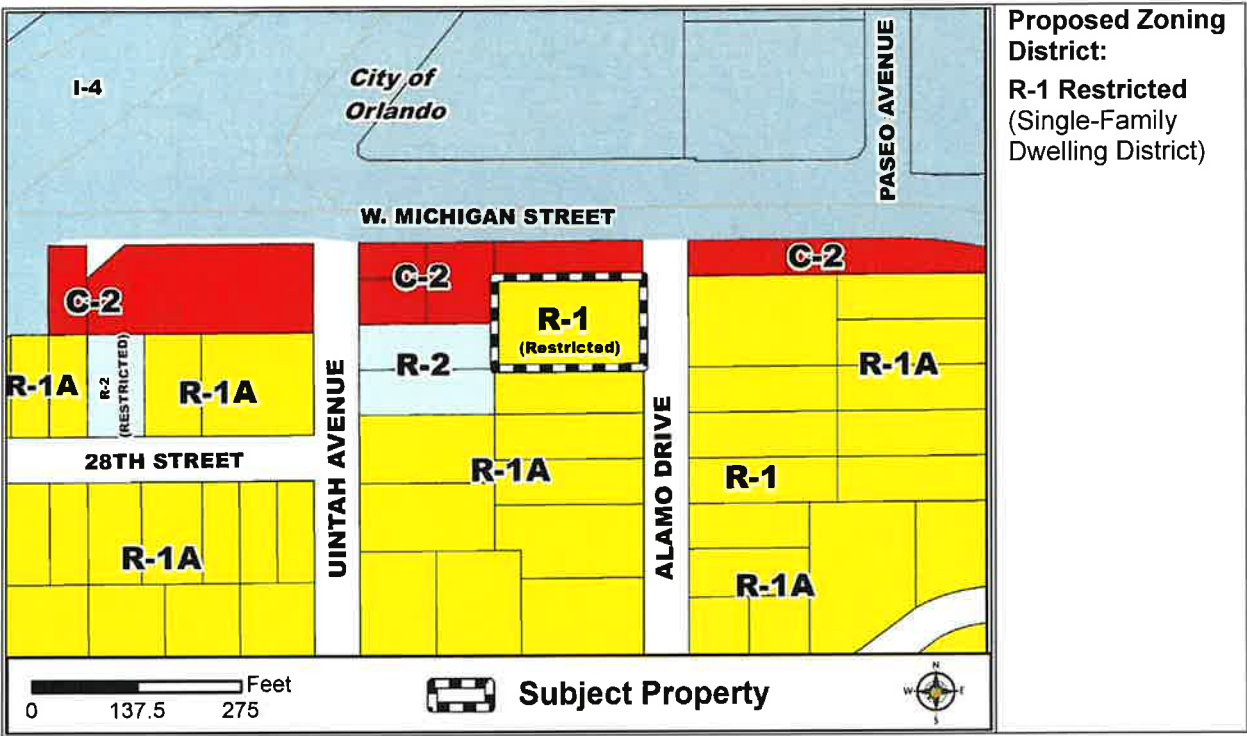 I-4
City of
Orlando
PASEO AVENUE
W. MICHIGAN STREET
C-2
C-2
C-2
R-1
(Restricted)
R-1A
R-2
(RESTRICTED)
R-1A
R-2
R-1A
28TH STREET
UINTAH AVENUE
R-1A
ALAMO DRIVE
R-1
R-1A
R-1A
Feet
0 137.5 275
Subject Property
N
W E
S
Proposed Zoning
District:
R-1 Restricted
(Single-Family
Dwelling District)